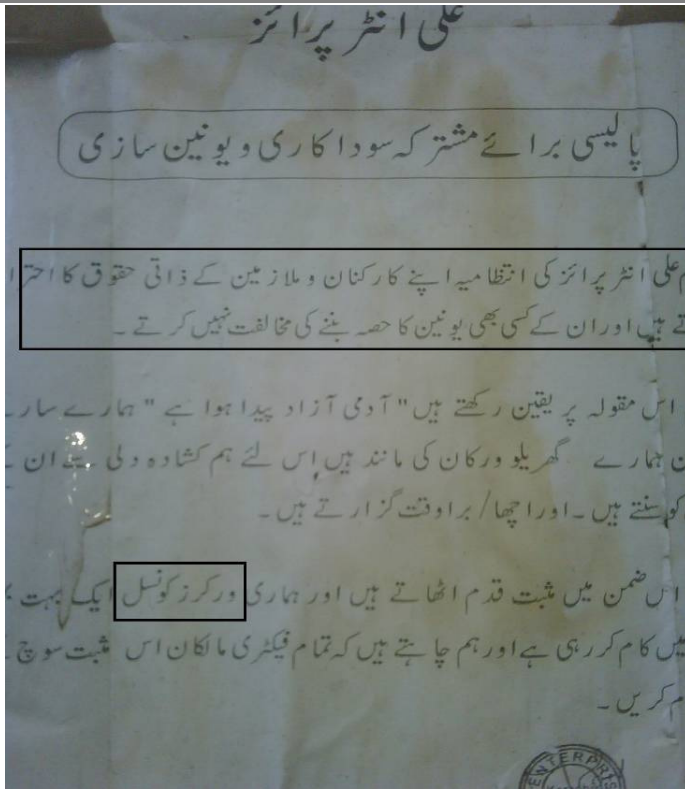 علی انٹر پرائز
پالیسی برائے مشترکہ سودا کاری و یونین سازی
علی انٹر پرائز کی انتظامیہ اپنے کارکنان و ملازمین کے ذاتی حقوق کا احترا
تے ہیں اور ان کے کسی بھی یونین کا حصہ بننے کی مخالفت نہیں کرتے ۔
اس مقولہ پر یقین رکھتے ہیں " آدمی آزاد پیدا ہوا ہے " ہمارے سارے
ہمارے گھریلو ورکان کی مانند ہیں اس لئے ہم کشادہ دلی سے ان
کو سنتے ہیں ۔ اور اچھا / برا وقت گزارتے ہیں ۔
اس ضمن میں مثبت قدم اٹھاتے ہیں اور ہماری ورکرز کونسل ایک بہت
میں کام کر رہی ہے اور ہم چاہتے ہیں کہ تمام فیکٹری مالکان اس مثبت سوچ
م کریں ۔
ENTERPRIS